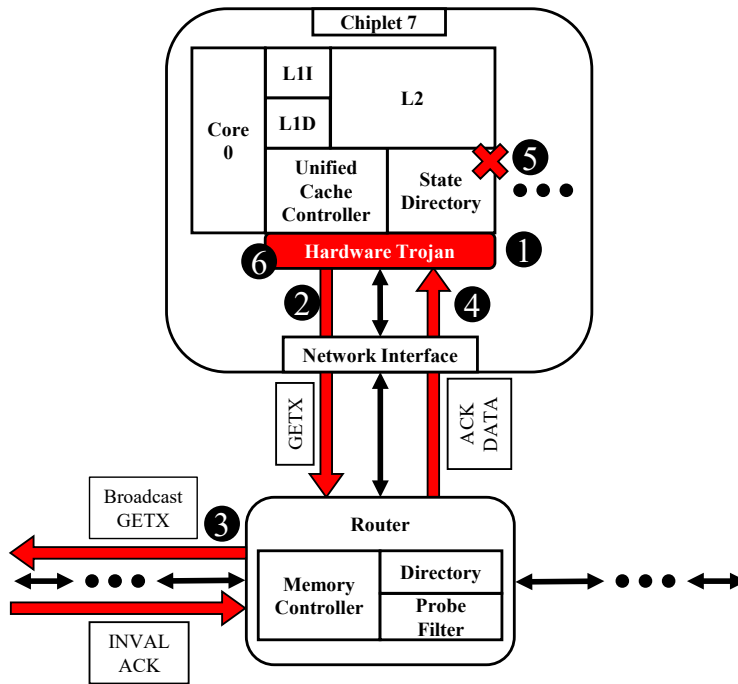 Chiplet 7
L1I
L2
Core
0
L1D
5
Unified
Cache
Controller
State
Directory
Hardware Trojan
1
6
2
4
Network Interface
GETX
ACK
DATA
Broadcast
GETX
3
Router
Memory
Controller
Directory
Probe
Filter
INVAL
ACK